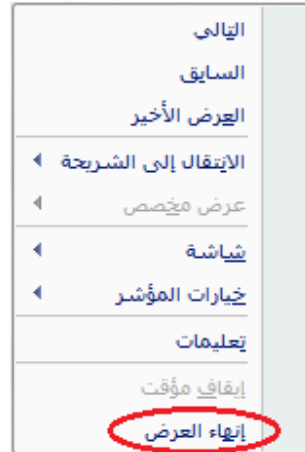 التالي
السابق
العرض الأخير
الانتقال إلى الشريحة
عرض مخصص
شاشة
خيارات المؤشر
تعليمات
إيقاف مؤقت
إنهاء العرض